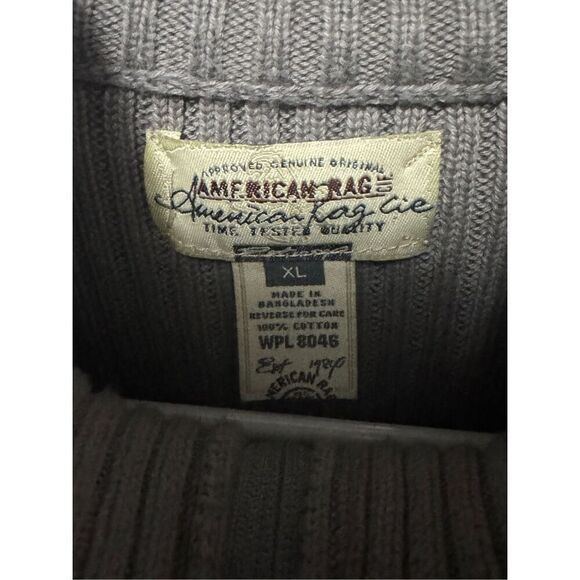 APPROVED GENUINE ORIGINAL
AMERICAN RAG CIE
American Rag Cie
TIME TESTED QUALITY
XL
MADE IN
BANGLADESH
REVERSE FOR CARE
100% COTTON
WPL 8046
Est 1984
AMERICAN RAG